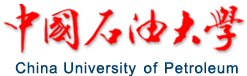 中國石油大學
China University of Petroleum